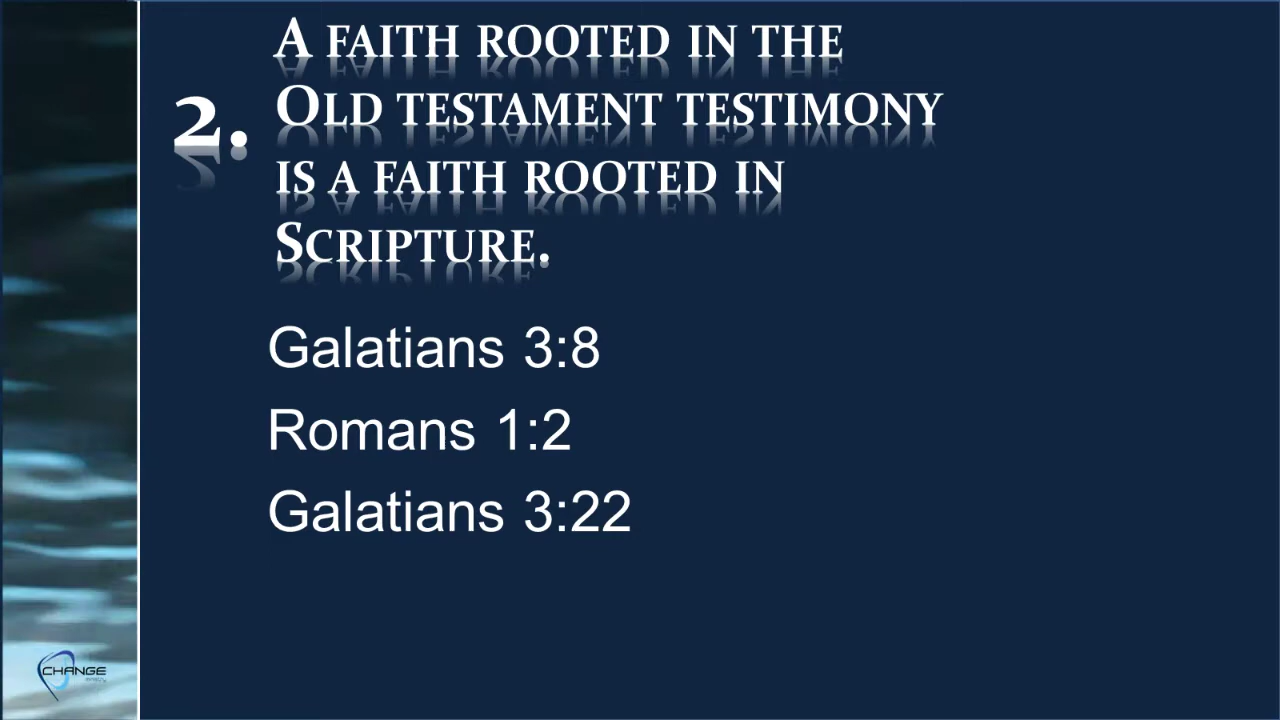 2. A FAITH ROOTED IN THE
OLD TESTAMENT TESTIMONY
IS A FAITH ROOTED IN
SCRIPTURE.
Galatians 3:8
Romans 1:2
Galatians 3:22
CHANGE